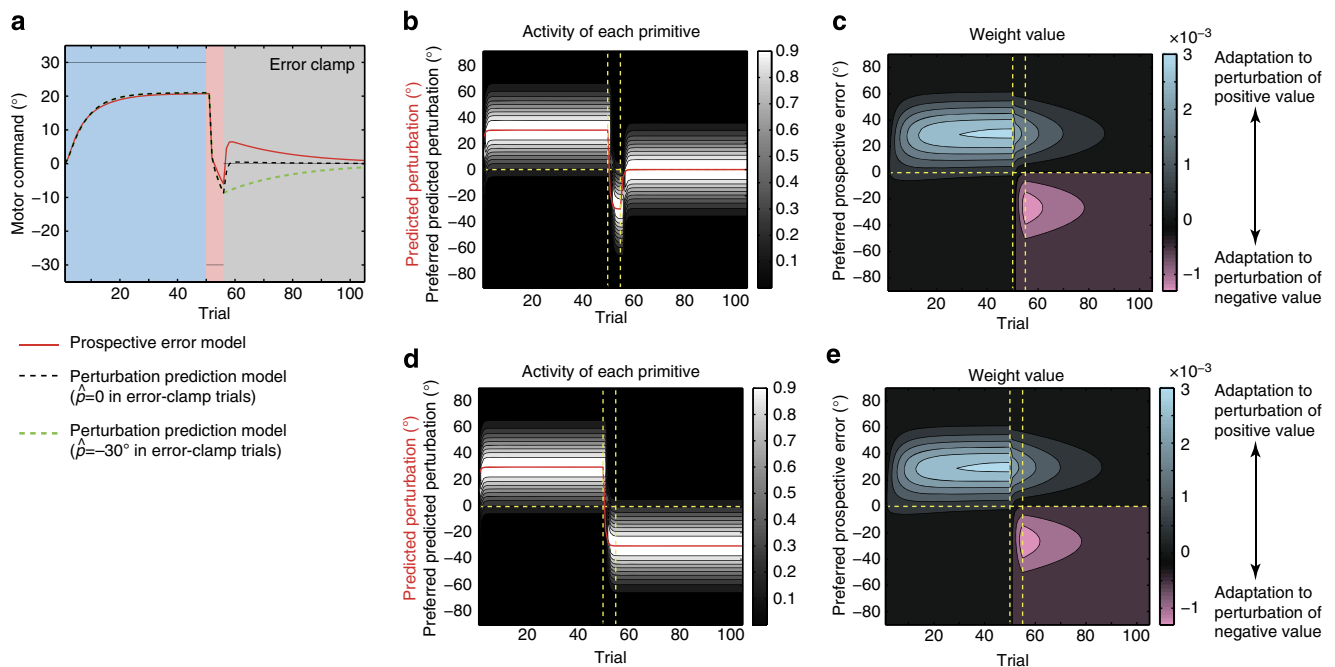 a
30
20
10
0
−10
−20
−30
Motor command (°)
Error clamp
20
40
60
80
100
Trial
Prospective error model
Perturbation prediction model
(p̂=0 in error-clamp trials)
Perturbation prediction model
(p̂=−30° in error-clamp trials)
b
Activity of each primitive
Predicted perturbation (°)
Preferred predicted perturbation (°)
80
60
40
20
0
−20
−40
−60
−80
20
40
60
80
100
Trial
0.9
0.8
0.7
0.6
0.5
0.4
0.3
0.2
0.1
c
Weight value
Preferred prospective error (°)
80
60
40
20
0
−20
−40
−60
−80
20
40
60
80
100
Trial
×10⁻³
3
2
1
0
−1
Adaptation to
perturbation of
positive value
Adaptation to
perturbation of
negative value
d
Activity of each primitive
Predicted perturbation (°)
Preferred predicted perturbation (°)
80
60
40
20
0
−20
−40
−60
−80
20
40
60
80
100
Trial
0.9
0.8
0.7
0.6
0.5
0.4
0.3
0.2
0.1
e
Weight value
Preferred prospective error (°)
80
60
40
20
0
−20
−40
−60
−80
20
40
60
80
100
Trial
×10⁻³
3
2
1
0
−1
Adaptation to
perturbation of
positive value
Adaptation to
perturbation of
negative value